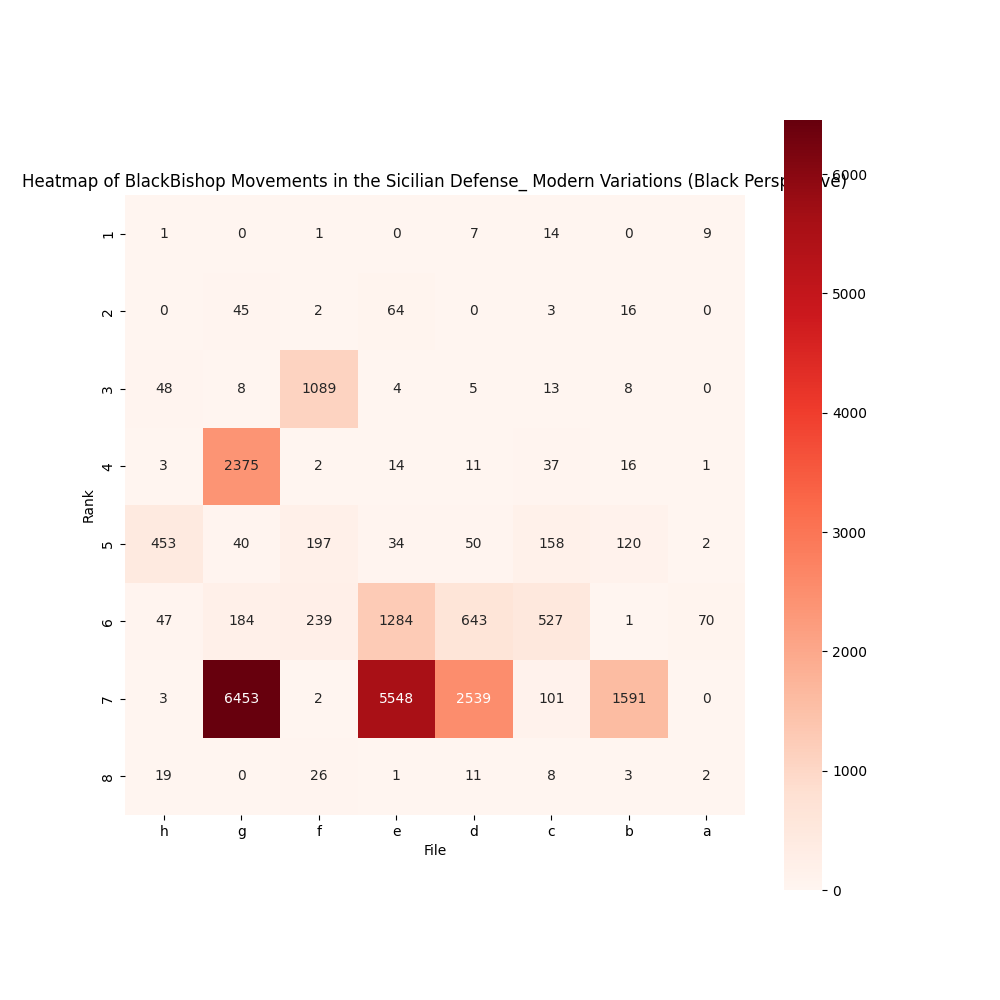 Heatmap of BlackBishop Movements in the Sicilian Defense_ Modern Variations (Black Perspective)
1 1 0 1 0 7 14 0 9
2 0 45 2 64 0 3 16 0
3 48 8 1089 4 5 13 8 0
4 3 2375 2 14 11 37 16 1
Rank
5 453 40 197 34 50 158 120 2
6 47 184 239 1284 643 527 1 70
7 3 6453 2 5548 2539 101 1591 0
8 19 0 26 1 11 8 3 2
h g f e d c b a
File
6000
5000
4000
3000
2000
1000
0